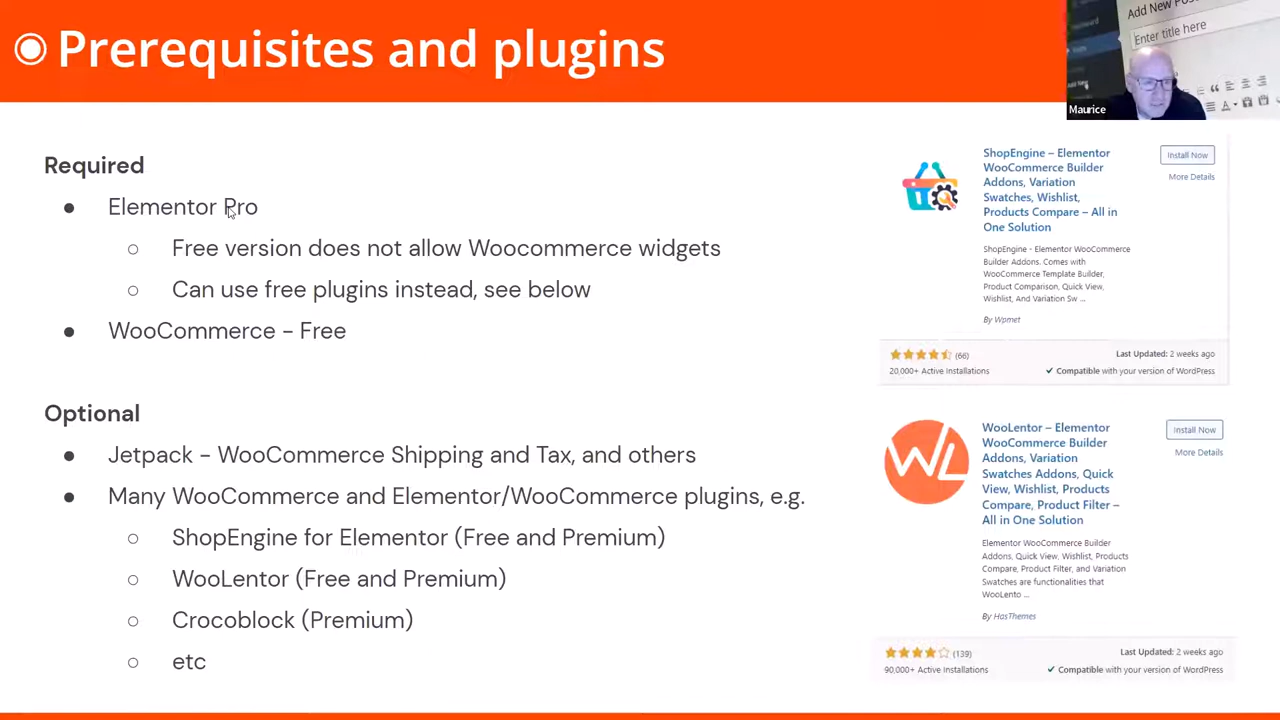 Prerequisites and plugins
Add New Pos
Enter title here
Maurice
Required
● Elementor Pro
○ Free version does not allow Woocommerce widgets
○ Can use free plugins instead, see below
● WooCommerce – Free
Optional
● Jetpack – WooCommerce Shipping and Tax, and others
● Many WooCommerce and Elementor/WooCommerce plugins, e.g.
○ ShopEngine for Elementor (Free and Premium)
○ WooLentor (Free and Premium)
○ Crocoblock (Premium)
○ etc
ShopEngine – Elementor
WooCommerce Builder
Addons, Variation
Swatches, Wishlist,
Products Compare – All in
One Solution
Install Now
More Details
ShopEngine - Elementor WooCommerce
Builder Addons. Comes with
WooCommerce Template Builder,
Product Comparison, Quick View,
Wishlist, And Variation Sw ...
By Wpmet
(66)
Last Updated: 2 weeks ago
20,000+ Active Installations
✓ Compatible with your version of WordPress
WL
WooLentor – Elementor
WooCommerce Builder
Addons, Variation
Swatches Addons, Quick
View, Wishlist, Products
Compare, Product Filter –
All in One Solution
Install Now
More Details
Elementor WooCommerce Builder
Addons, Quick View, Wishlist, Products
Compare, Product Filter, and Variation
Swatches are functionalities that
WooLento ...
By HasThemes
(139)
Last Updated: 2 weeks ago
90,000+ Active Installations
✓ Compatible with your version of WordPress